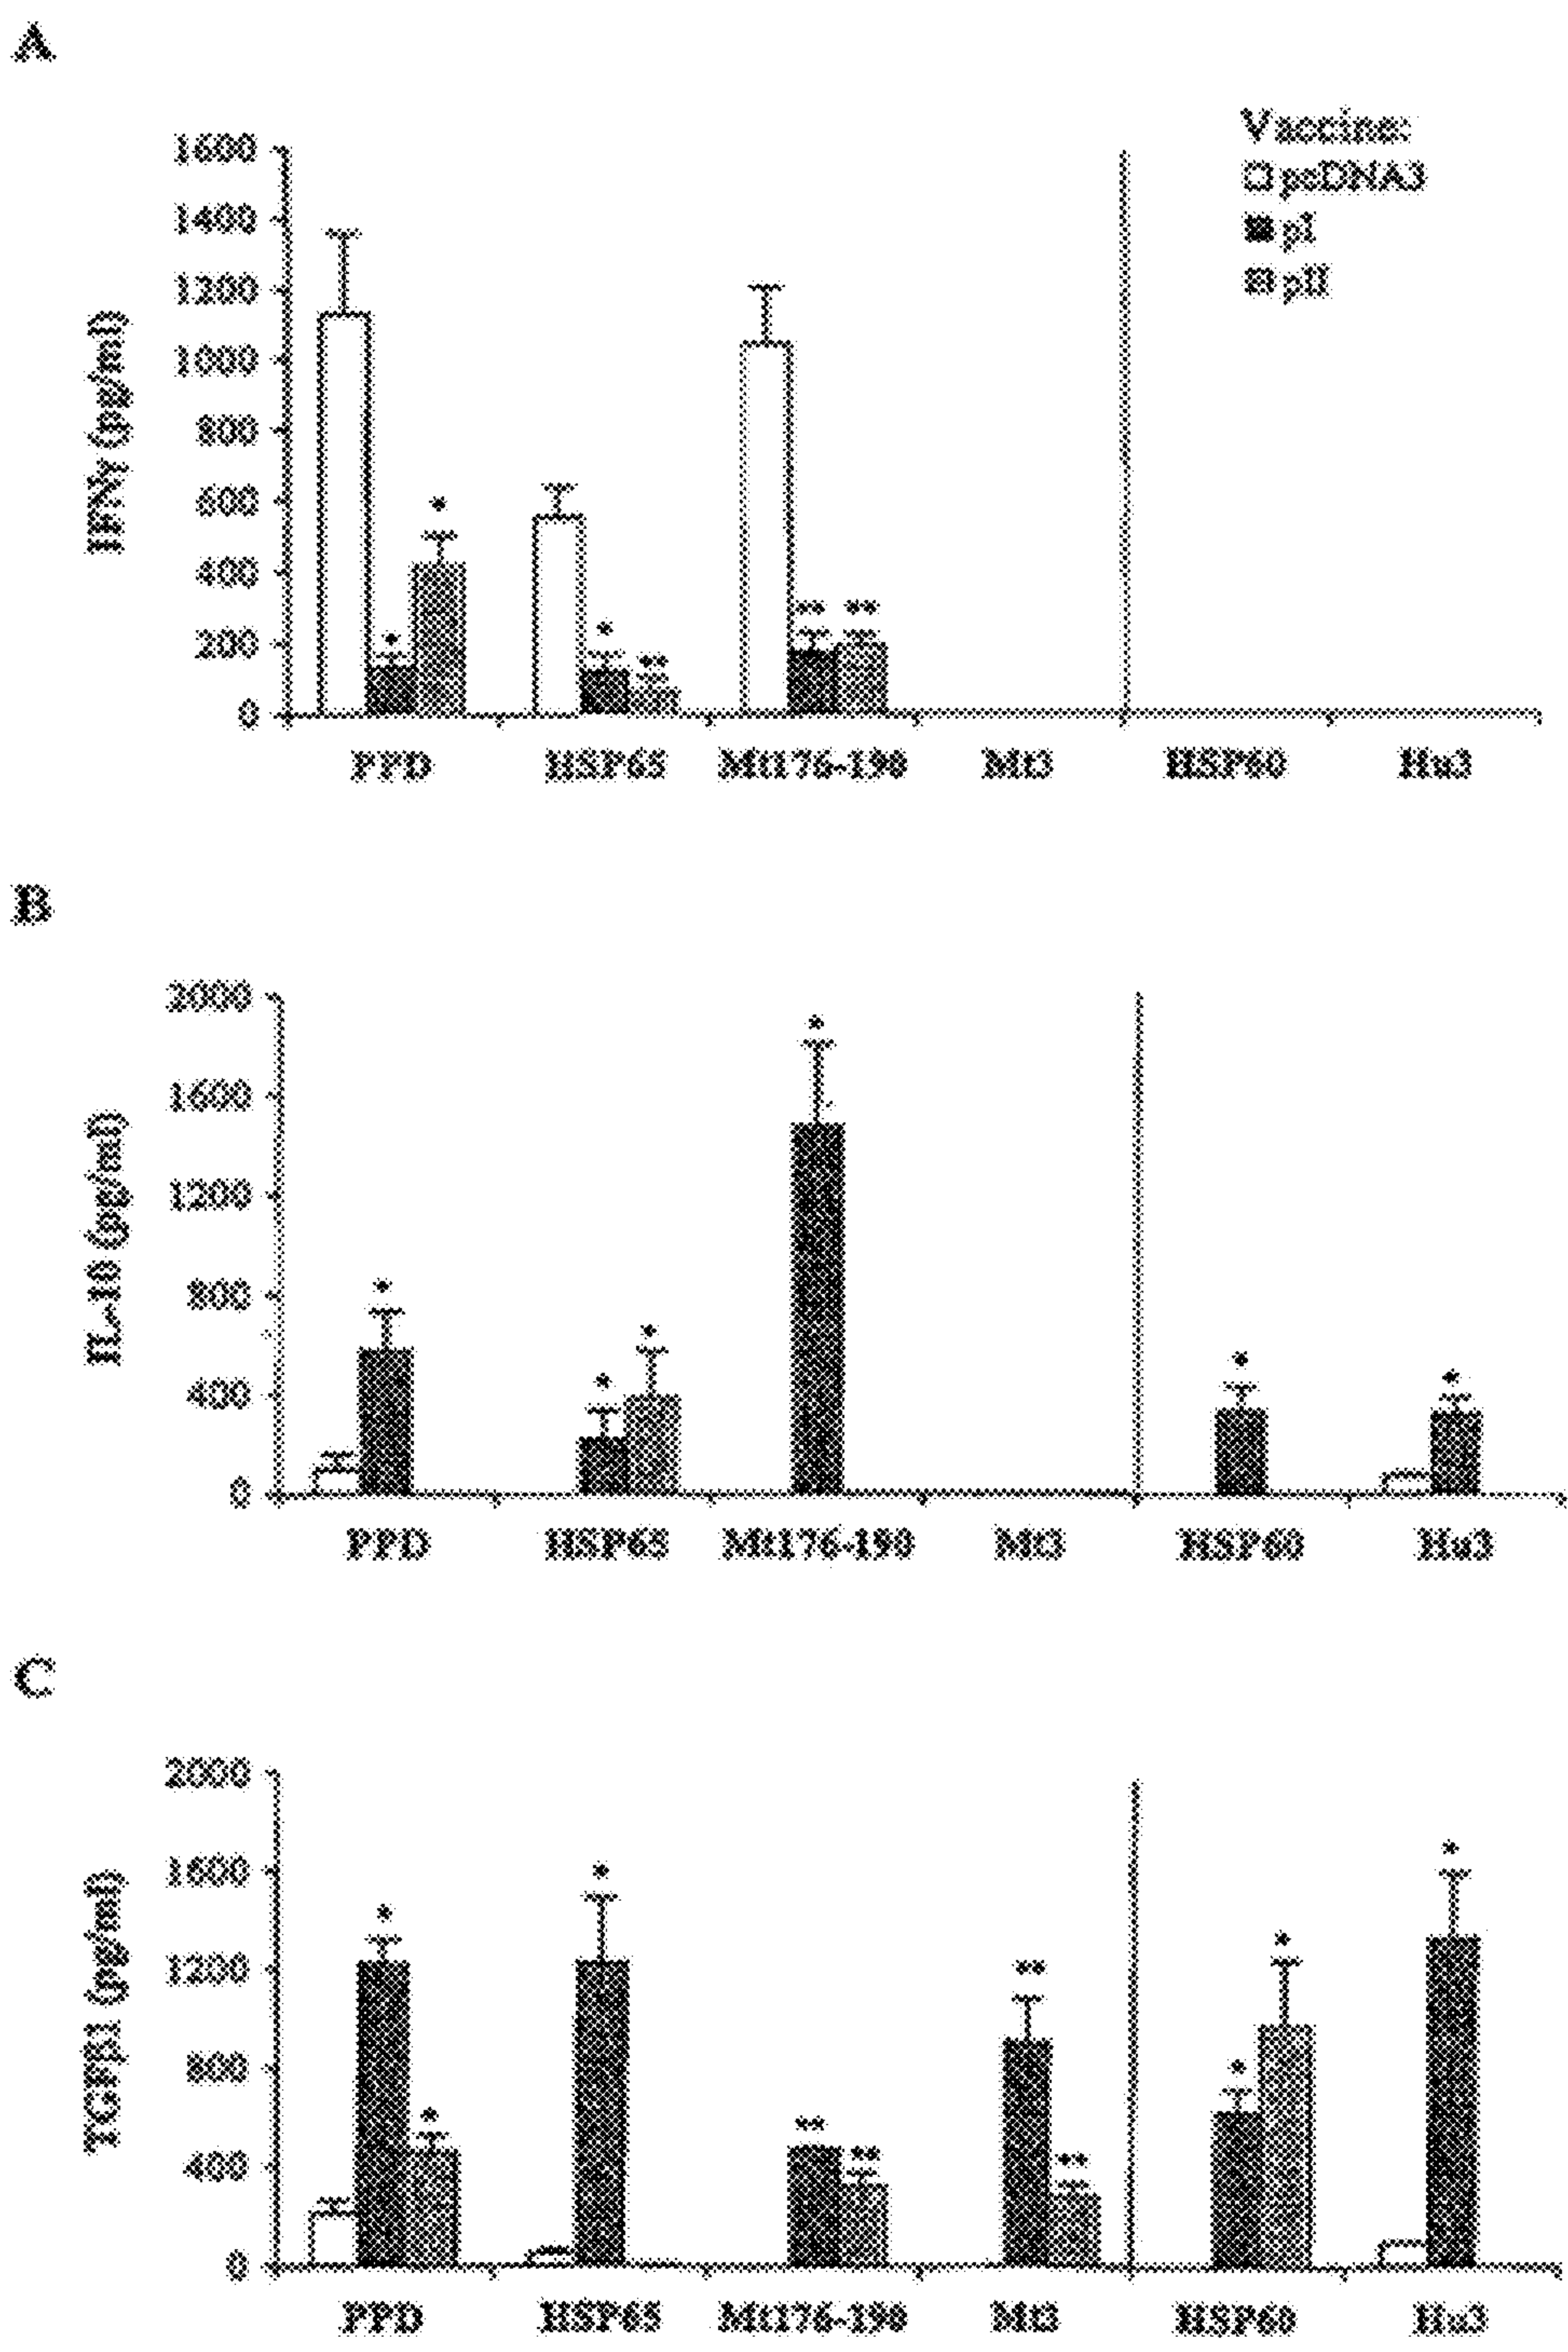 A
Vaccine:
pcDNA3
pI
pII
IFNγ (pg/ml)
1600
1400
1200
1000
800
600
400
200
0
* * * ** ** **
PPD HSP65 Mt176-190 Mt3 HSP60 Hu3
B
IL-10 (pg/ml)
2000
1600
1200
800
400
0
* * * * * *
PPD HSP65 Mt176-190 Mt3 HSP60 Hu3
C
TGFβ1 (pg/ml)
2000
1600
1200
800
400
0
* * * ** ** ** ** * * *
PPD HSP65 Mt176-190 Mt3 HSP60 Hu3